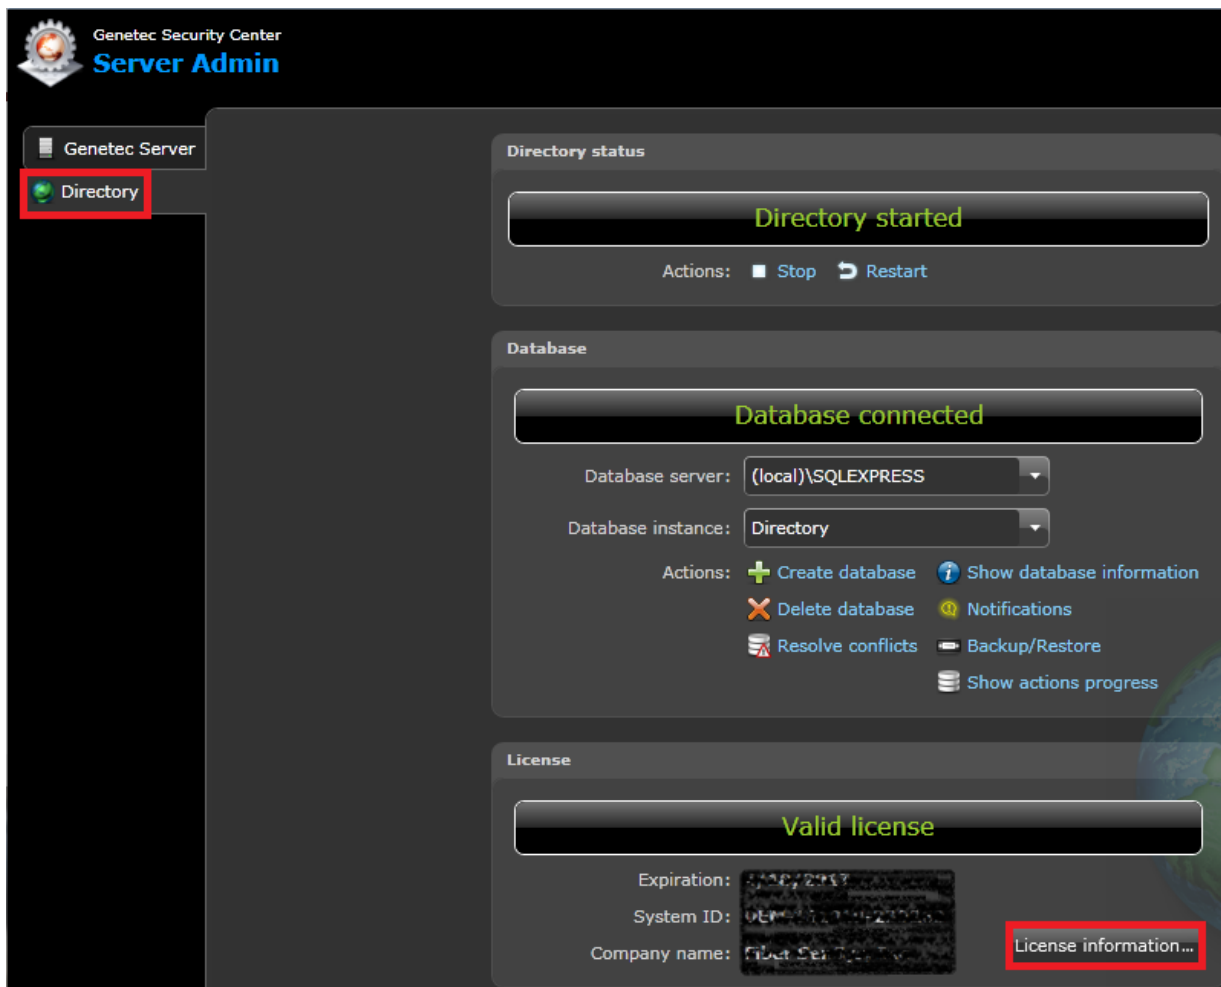 Genetec Security Center
Server Admin
Genetec Server
Directory
Directory status
Directory started
Actions: Stop Restart
Database
Database connected
Database server: (local)\SQLEXPRESS
Database instance: Directory
Actions: Create database Show database information
Delete database Notifications
Resolve conflicts Backup/Restore
Show actions progress
License
Valid license
Expiration:
System ID:
Company name:
License information...